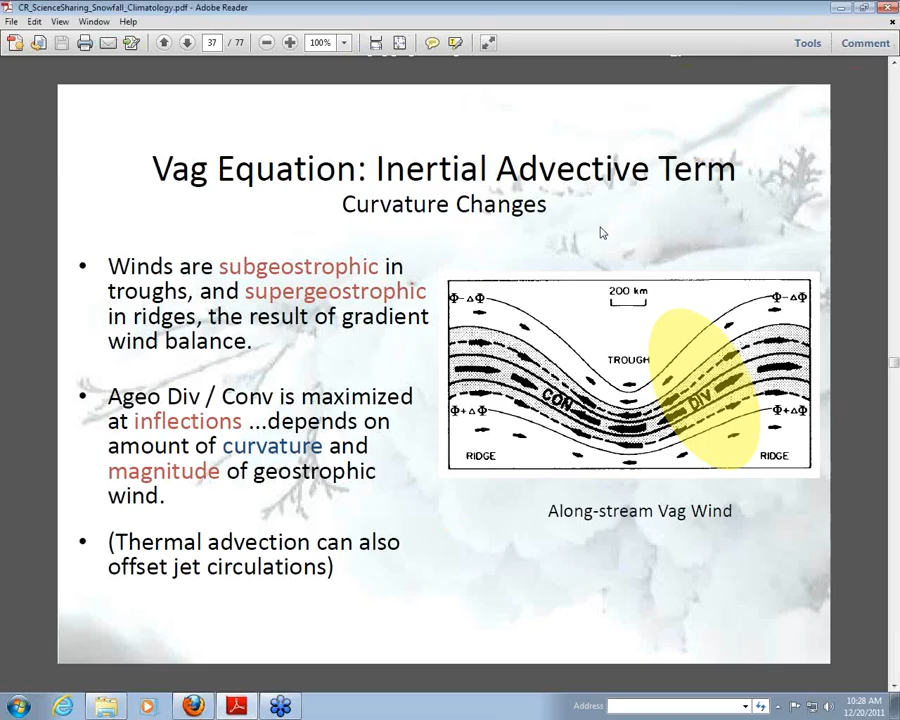 CR_ScienceSharing_Snowfall_Climatology.pdf - Adobe Reader
File Edit View Window Help
37 / 77 100% Tools Comment
Vag Equation: Inertial Advective Term
Curvature Changes
• Winds are subgeostrophic in
troughs, and supergeostrophic
in ridges, the result of gradient
wind balance.
• Ageo Div / Conv is maximized
at inflections ...depends on
amount of curvature and
magnitude of geostrophic
wind.
• (Thermal advection can also
offset jet circulations)
Φ-ΔΦ 200 km Φ-ΔΦ
TROUGH
CON DIV
Φ+ΔΦ Φ+ΔΦ
RIDGE RIDGE
Along-stream Vag Wind
Address 10:28 AM
12/20/2011